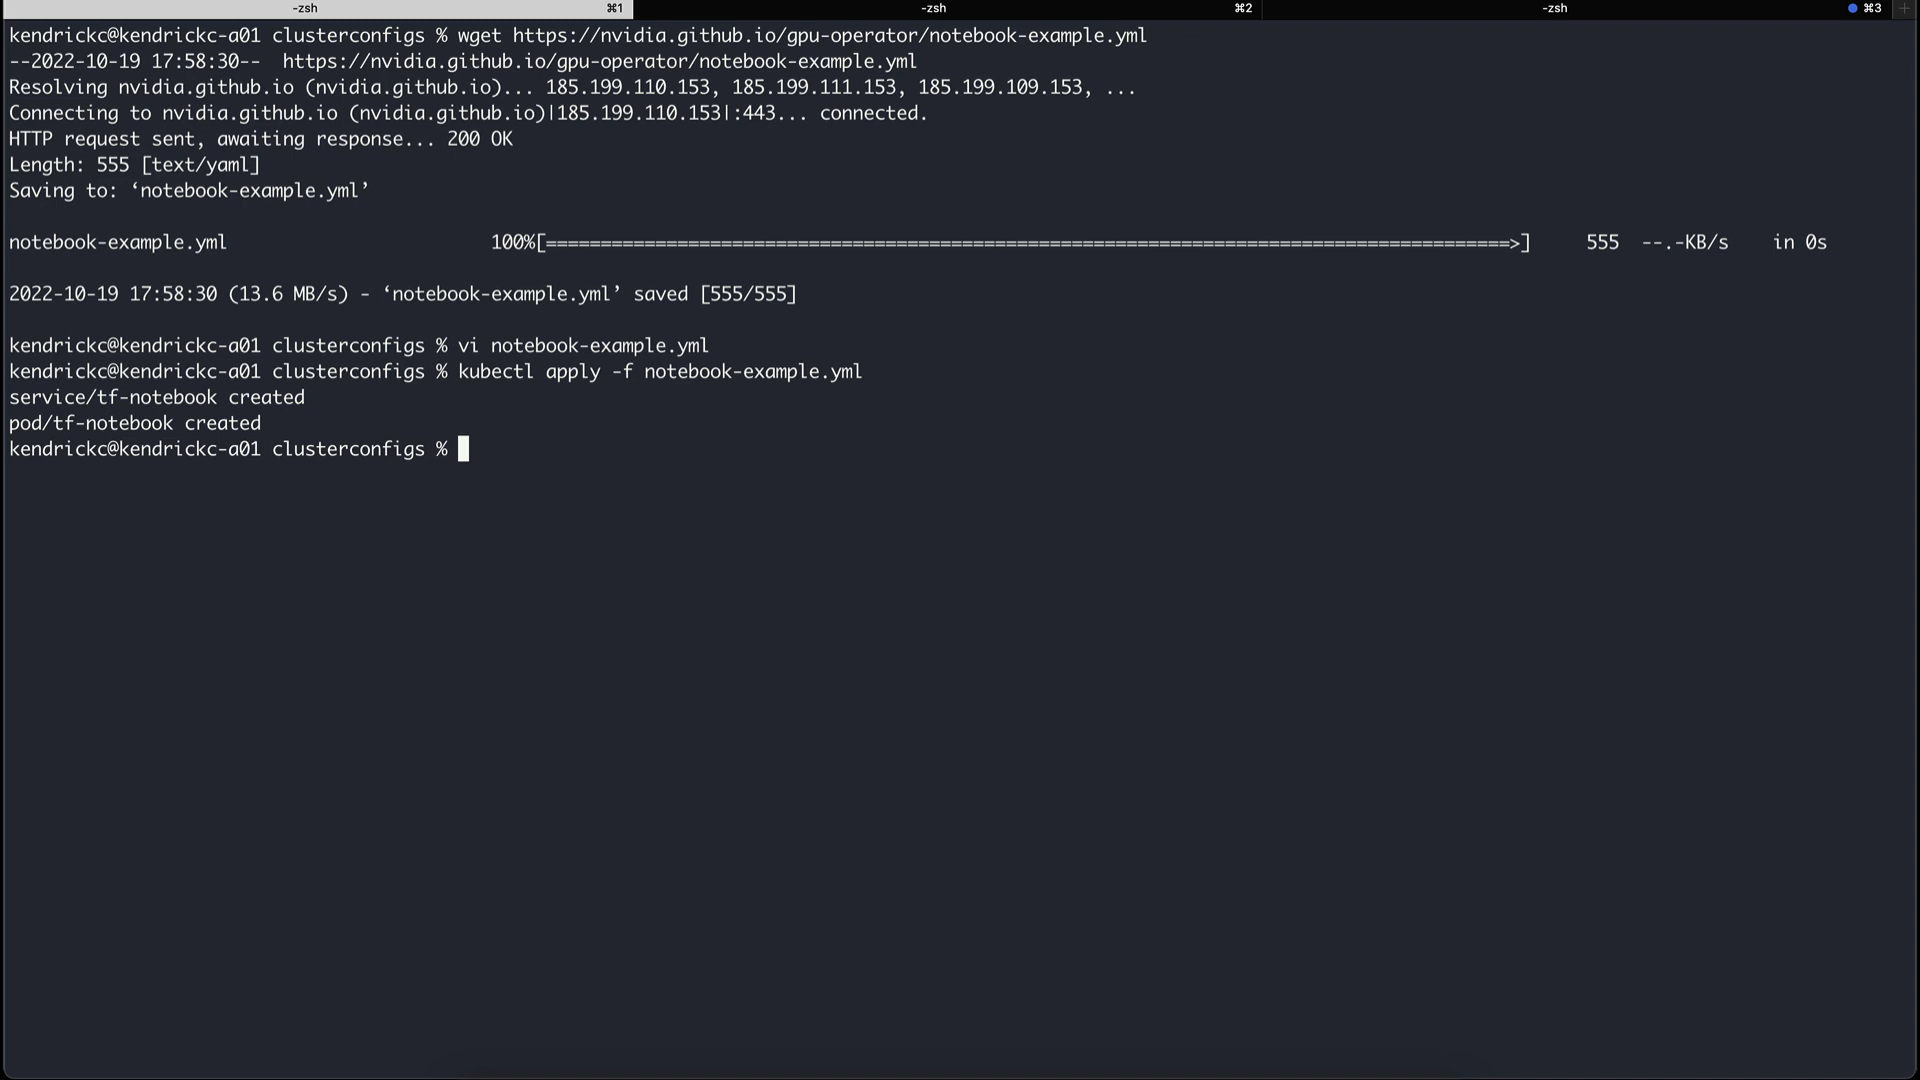 -zsh ⌘1 -zsh ⌘2 -zsh ⌘3 +
kendrickc@kendrickc-a01 clusterconfigs % wget https://nvidia.github.io/gpu-operator/notebook-example.yml
--2022-10-19 17:58:30--  https://nvidia.github.io/gpu-operator/notebook-example.yml
Resolving nvidia.github.io (nvidia.github.io)... 185.199.110.153, 185.199.111.153, 185.199.109.153, ...
Connecting to nvidia.github.io (nvidia.github.io)|185.199.110.153|:443... connected.
HTTP request sent, awaiting response... 200 OK
Length: 555 [text/yaml]
Saving to: ‘notebook-example.yml’
notebook-example.yml 100%[========================================================================================>] 555 --.-KB/s in 0s
2022-10-19 17:58:30 (13.6 MB/s) - ‘notebook-example.yml’ saved [555/555]
kendrickc@kendrickc-a01 clusterconfigs % vi notebook-example.yml
kendrickc@kendrickc-a01 clusterconfigs % kubectl apply -f notebook-example.yml
service/tf-notebook created
pod/tf-notebook created
kendrickc@kendrickc-a01 clusterconfigs %